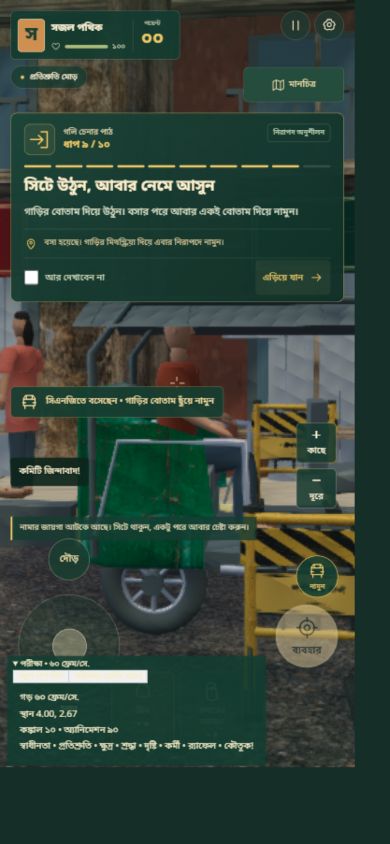 স
সজল পথিক
১০০
পয়েন্ট
০০
প্রতিশ্রুতি মোড়
মানচিত্র
গলি চেনার পাঠ
ধাপ ৯ / ১০
নিরাপদ অনুশীলন
সিটে উঠুন, আবার নেমে আসুন
গাড়ির বোতাম দিয়ে উঠুন। বসার পরে আবার একই বোতামে নামুন।
বসা হয়েছে। গাড়ির মিথস্ক্রিয়া দিয়ে এবার নিরাপদে নামুন।
আর দেখাবেন না
এড়িয়ে যান
সিএনজিতে বসেছেন • গাড়ির বোতাম ছুঁয়ে নামুন
+
কাছে
কমিটি জিন্দাবাদ!
−
দূরে
নামার জায়গা আটকে আছে। সিটে থাকুন, একটু পরে আবার চেষ্টা করুন।
দৌড়
নামুন
ব্যবহার
▼ পরীক্ষা • ৬০ ফ্রেম/সে.
গড় ৬০ ফ্রেম/সে.
স্থান 4.00, 2.67
কঙ্কাল ১০ • অ্যানিমেশন ৯০
স্বাধীনতা • প্রতিশ্রুতি • ক্ষুদ্র • শ্রদ্ধা • দৃষ্টি • কর্মী • র‍্যাফেল • কৌতুক!